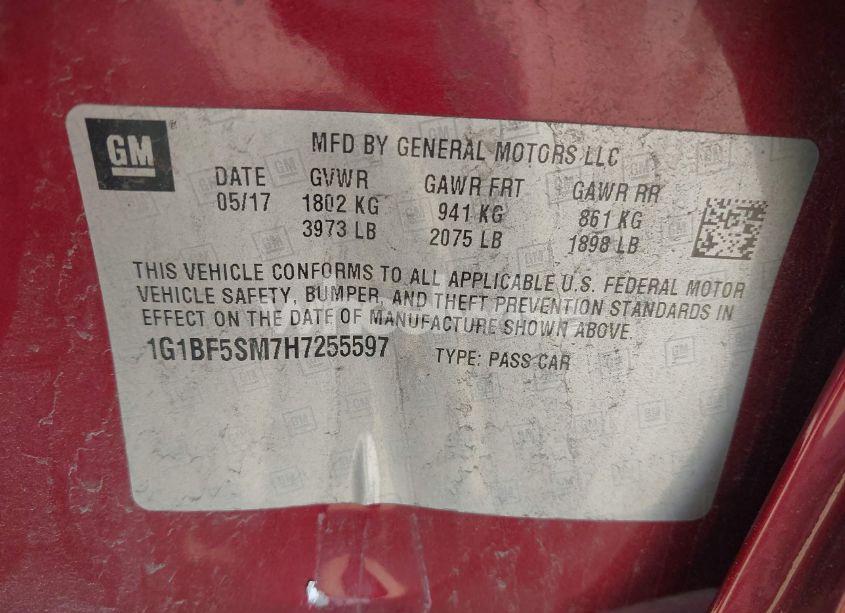 GM
MFD BY GENERAL MOTORS LLC
DATE GVWR GAWR FRT GAWR RR
05/17 1802 KG 941 KG 861 KG
3973 LB 2075 LB 1898 LB
THIS VEHICLE CONFORMS TO ALL APPLICABLE U.S. FEDERAL MOTOR
VEHICLE SAFETY, BUMPER, AND THEFT PREVENTION STANDARDS IN
EFFECT ON THE DATE OF MANUFACTURE SHOWN ABOVE.
1G1BF5SM7H7255597 TYPE: PASS CAR